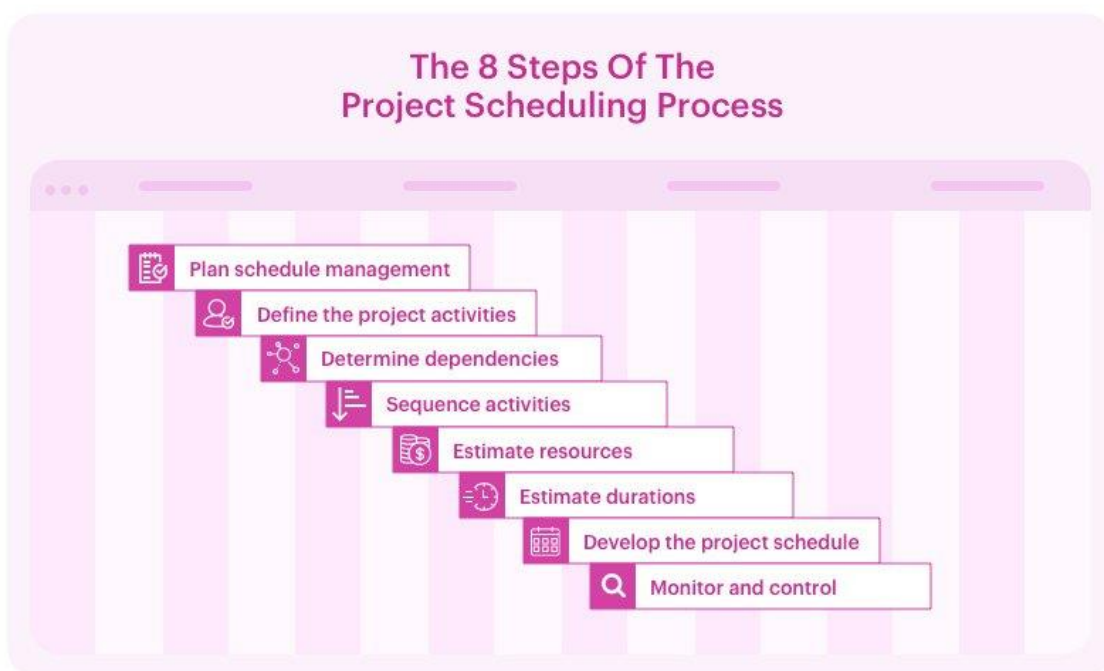 The 8 Steps Of The
Project Scheduling Process
Plan schedule management
Define the project activities
Determine dependencies
Sequence activities
Estimate resources
Estimate durations
Develop the project schedule
Monitor and control